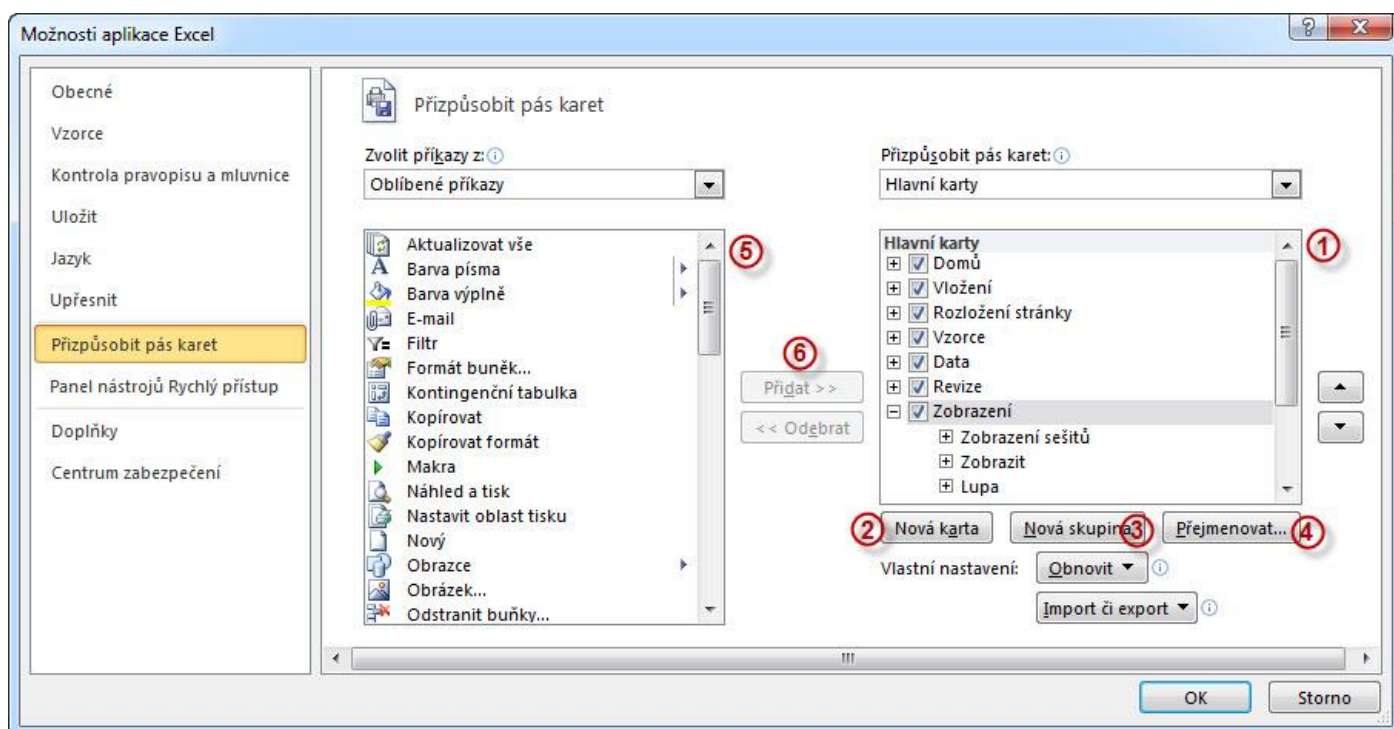 Možnosti aplikace Excel
Obecné
Vzorce
Kontrola pravopisu a mluvnice
Uložit
Jazyk
Upřesnit
Přizpůsobit pás karet
Panel nástrojů Rychlý přístup
Doplňky
Centrum zabezpečení
Přizpůsobit pás karet
Zvolit příkazy z:
Oblíbené příkazy
Aktualizovat vše
Barva písma
Barva výplně
E-mail
Filtr
Formát buněk...
Kontingenční tabulka
Kopírovat
Kopírovat formát
Makra
Náhled a tisk
Nastavit oblast tisku
Nový
Obrazce
Obrázek...
Odstranit buňky...
5
6
Přidat >>
<< Odebrat
Přizpůsobit pás karet:
Hlavní karty
Hlavní karty
Domů
Vložení
Rozložení stránky
Vzorce
Data
Revize
Zobrazení
Zobrazení sešitů
Zobrazit
Lupa
1
2 Nová karta Nová skupina 3 Přejmenovat... 4
Vlastní nastavení: Obnovit
Import či export
OK Storno